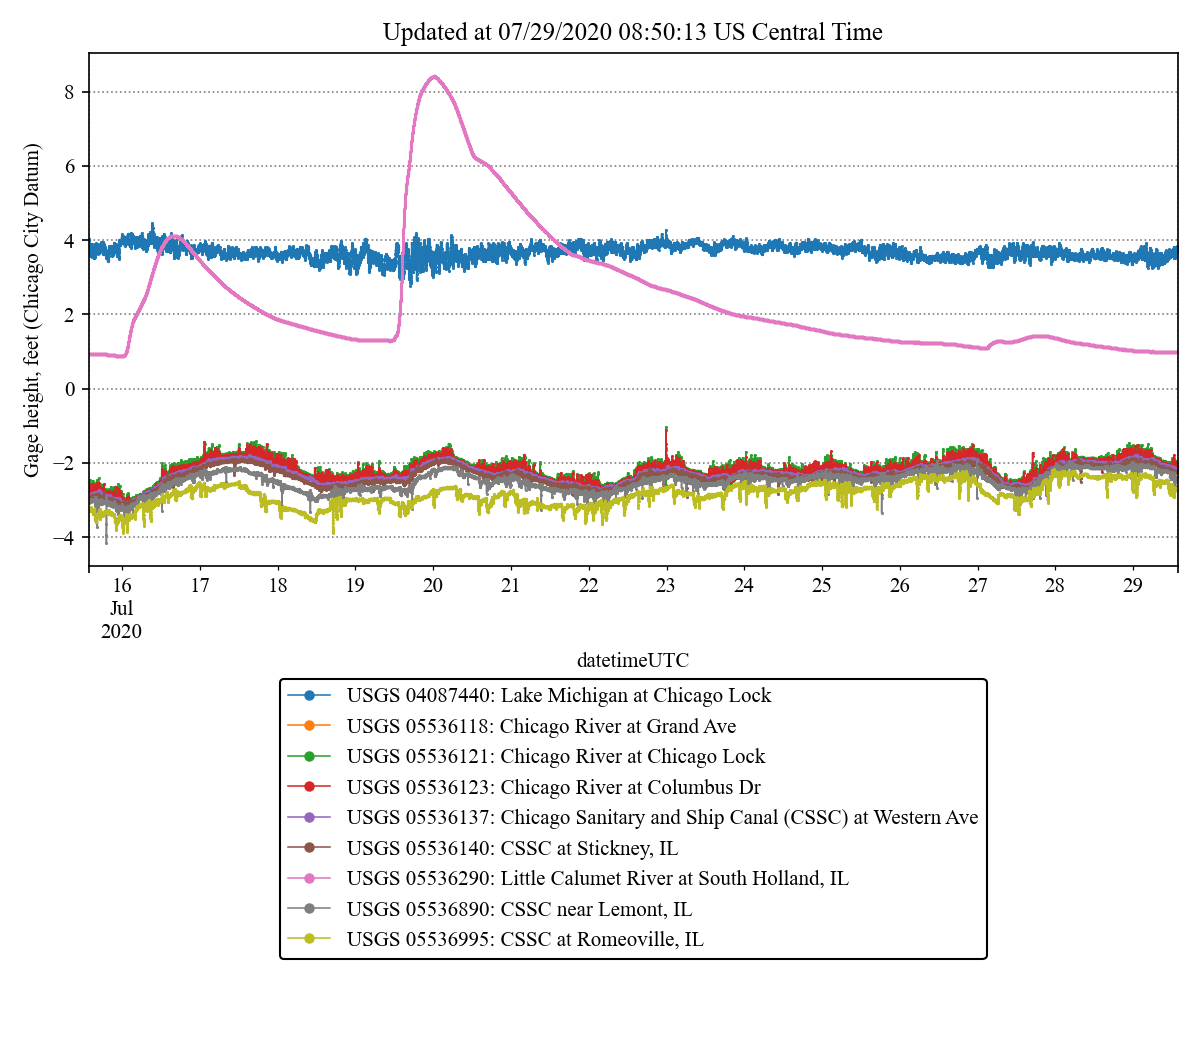 Updated at 07/29/2020 08:50:13 US Central Time
Gage height, feet (Chicago City Datum)
8
6
4
2
0
−2
−4
16 17 18 19 20 21 22 23 24 25 26 27 28 29
Jul
2020
datetimeUTC
USGS 04087440: Lake Michigan at Chicago Lock
USGS 05536118: Chicago River at Grand Ave
USGS 05536121: Chicago River at Chicago Lock
USGS 05536123: Chicago River at Columbus Dr
USGS 05536137: Chicago Sanitary and Ship Canal (CSSC) at Western Ave
USGS 05536140: CSSC at Stickney, IL
USGS 05536290: Little Calumet River at South Holland, IL
USGS 05536890: CSSC near Lemont, IL
USGS 05536995: CSSC at Romeoville, IL